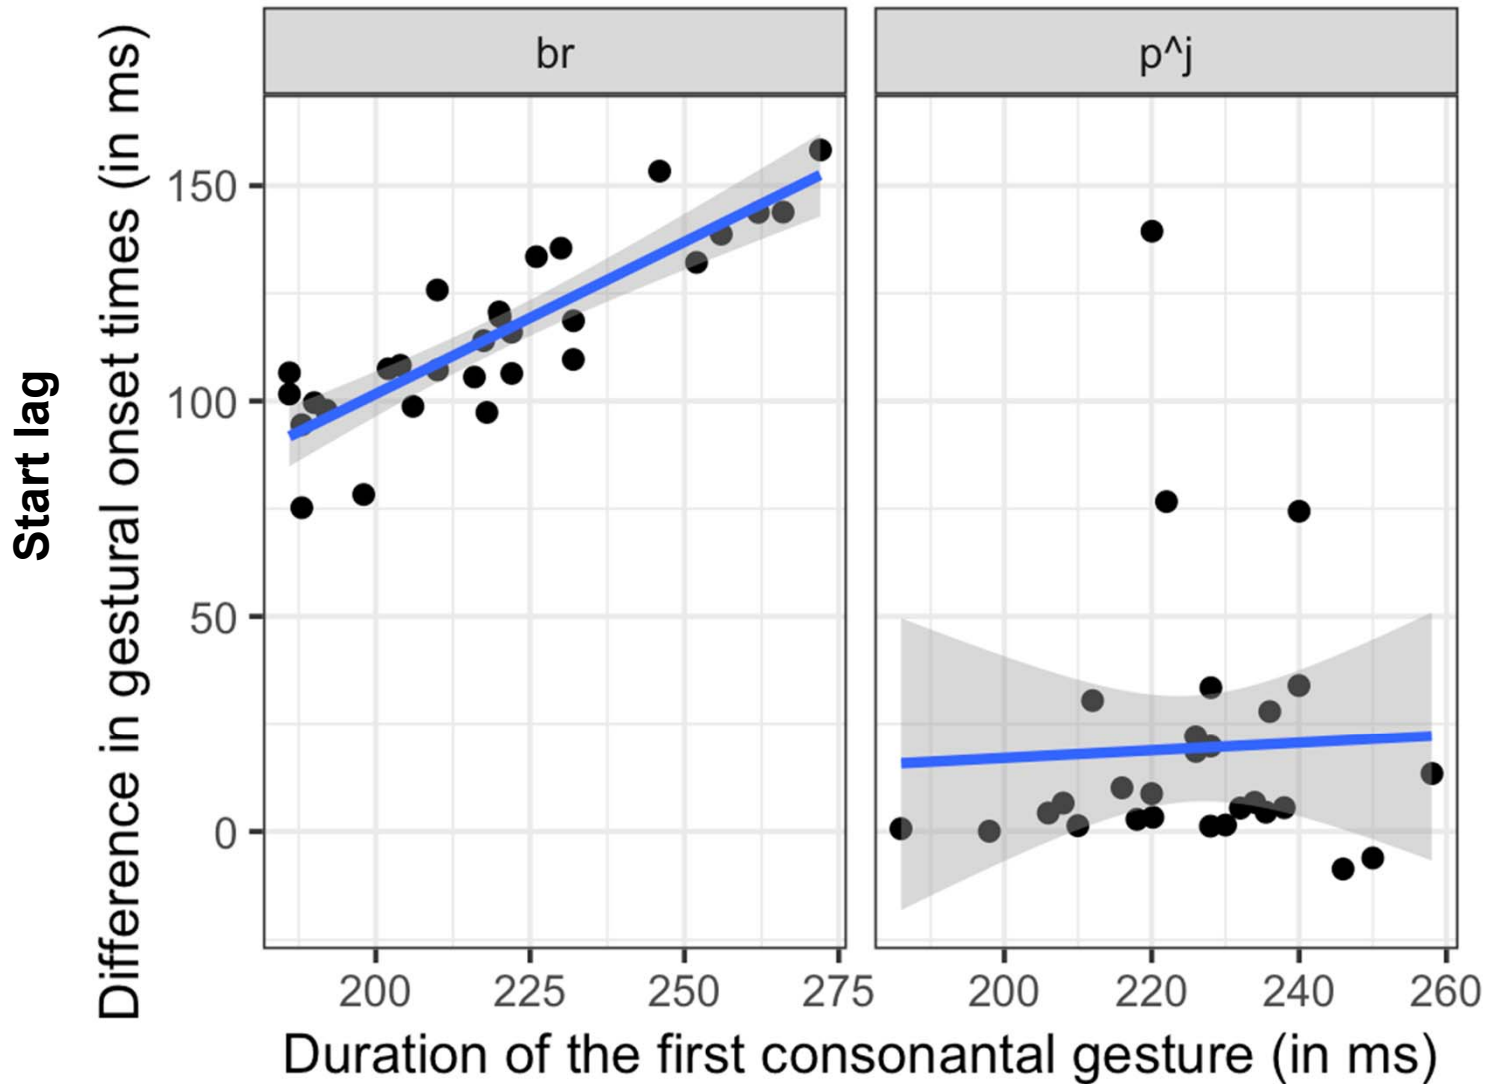 br
p^j
Start lag
Difference in gestural onset times (in ms)
150
100
50
0
200 225 250 275 200 220 240 260
Duration of the first consonantal gesture (in ms)